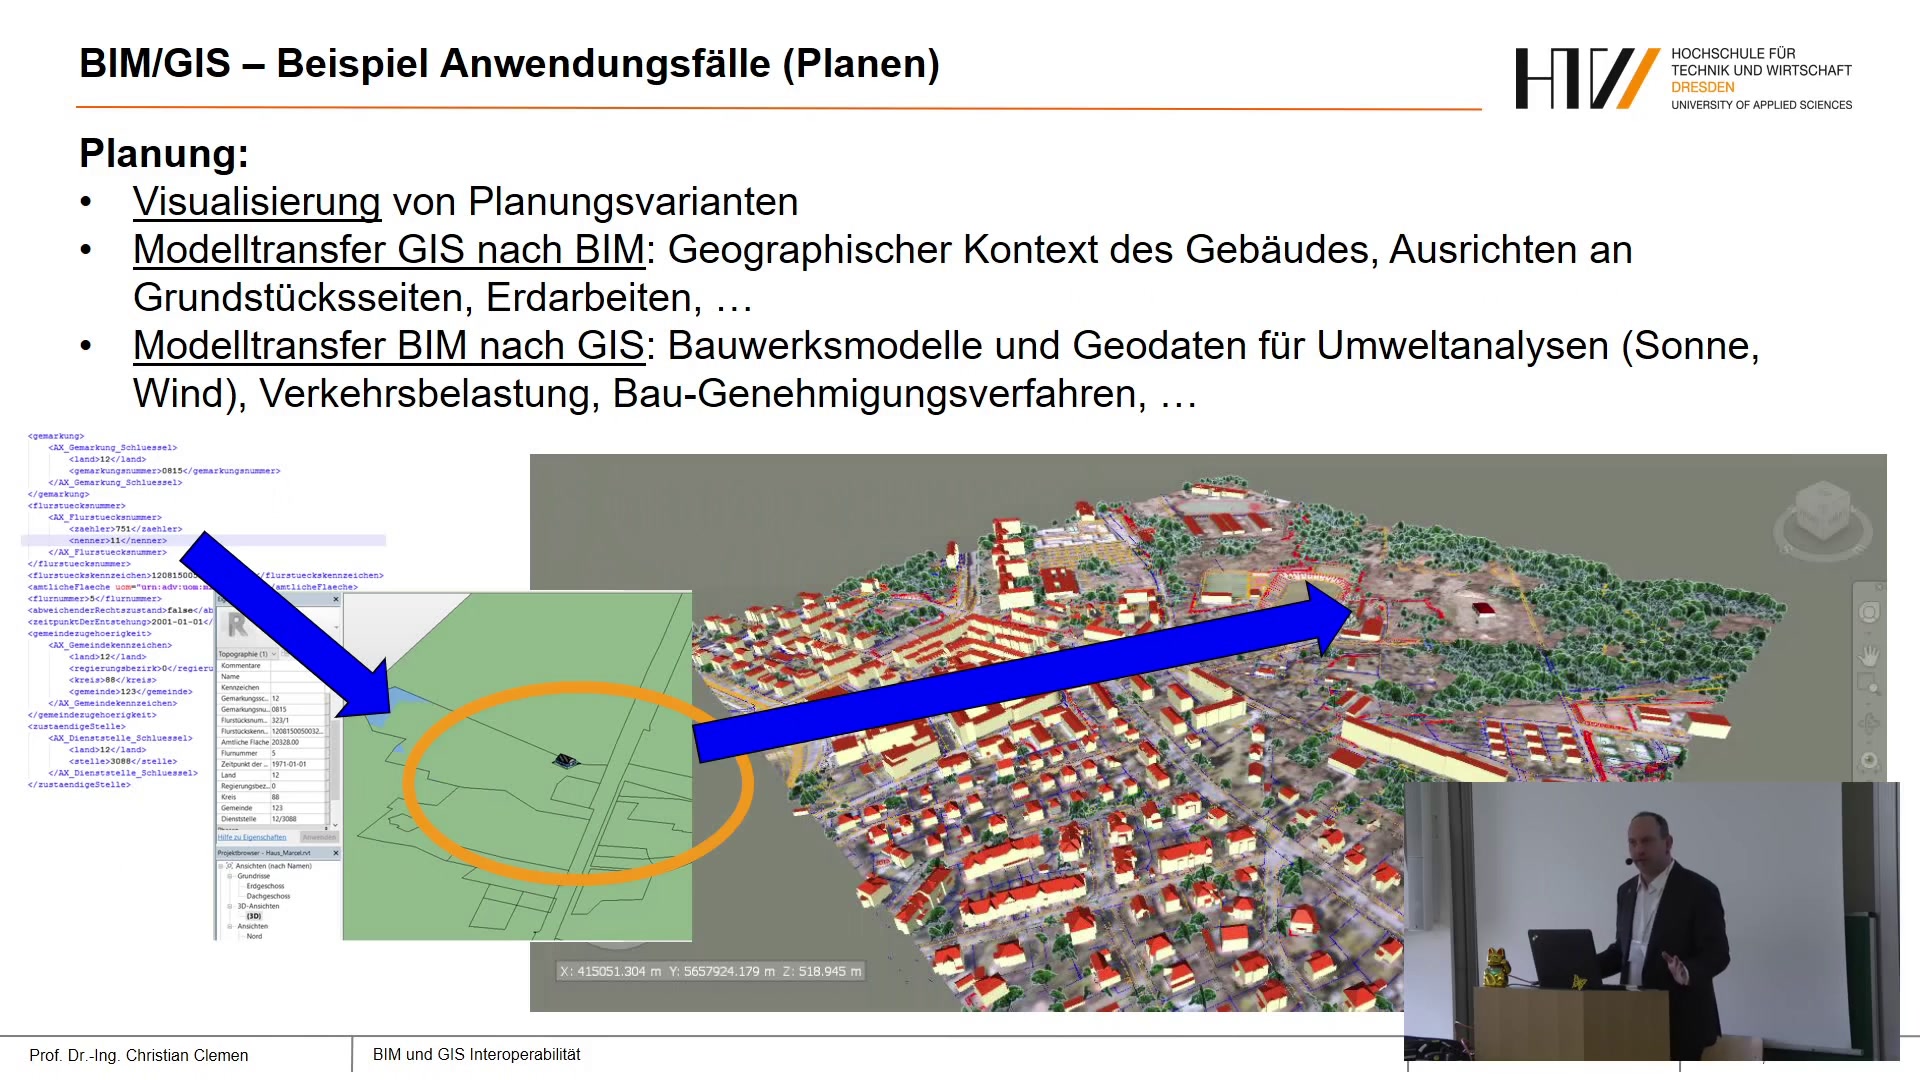 BIM/GIS – Beispiel Anwendungsfälle (Planen)
HOCHSCHULE FÜR
TECHNIK UND WIRTSCHAFT
DRESDEN
UNIVERSITY OF APPLIED SCIENCES
Planung:
• Visualisierung von Planungsvarianten
• Modelltransfer GIS nach BIM: Geographischer Kontext des Gebäudes, Ausrichten an
Grundstücksseiten, Erdarbeiten, …
• Modelltransfer BIM nach GIS: Bauwerksmodelle und Geodaten für Umweltanalysen (Sonne,
Wind), Verkehrsbelastung, Bau-Genehmigungsverfahren, …
<gemarkung>
<AX_Gemarkung_Schluessel>
<land>12</land>
<gemarkungsnummer>0815</gemarkungsnummer>
</AX_Gemarkung_Schluessel>
</gemarkung>
<flurstuecksnummer>
<AX_Flurstuecksnummer>
<zaehler>751</zaehler>
<nenner>11</nenner>
</AX_Flurstuecksnummer>
</flurstuecksnummer>
<flurstueckskennzeichen>12081500 </flurstueckskennzeichen>
<amtlicheFlaeche uom="urn:adv:uom:m /amtlicheFlaeche>
<flurnummer>5</flurnummer>
<abweichenderRechtszustand>false</ab
<zeitpunktDerEntstehung>2001-01-01</
<gemeindezugehoerigkeit>
<AX_Gemeindekennzeichen>
<land>12</land>
<regierungsbezirk>0</regieru
<kreis>88</kreis>
<gemeinde>123</gemeinde>
</AX_Gemeindekennzeichen>
</gemeindezugehoerigkeit>
<zustaendigeStelle>
<AX_Dienststelle_Schluessel>
<land>12</land>
<stelle>3088</stelle>
</AX_Dienststelle_Schluessel>
</zustaendigeStelle>
R
Topographie (1)
Kommentare
Name
Kennzeichen
Gemarkungssc... 12
Gemarkungsnu... 0815
Flurstücksnum... 323/1
Flurstückskenn... 1208150050032...
Amtliche Fläche 20328.00
Flurnummer 5
Zeitpunkt der ... 1971-01-01
Land 12
Regierungsbez... 0
Kreis 88
Gemeinde 123
Dienststelle 12/3088
Hilfe zu Eigenschaften Anwenden
Projektbrowser - Haus_Marcel.rvt
Ansichten (nach Namen)
Grundrisse
Erdgeschoss
Dachgeschoss
3D-Ansichten
{3D}
Ansichten
Nord
X: 415051.304 m Y: 5657924.179 m Z: 518.945 m
Prof. Dr.-Ing. Christian Clemen
BIM und GIS Interoperabilität